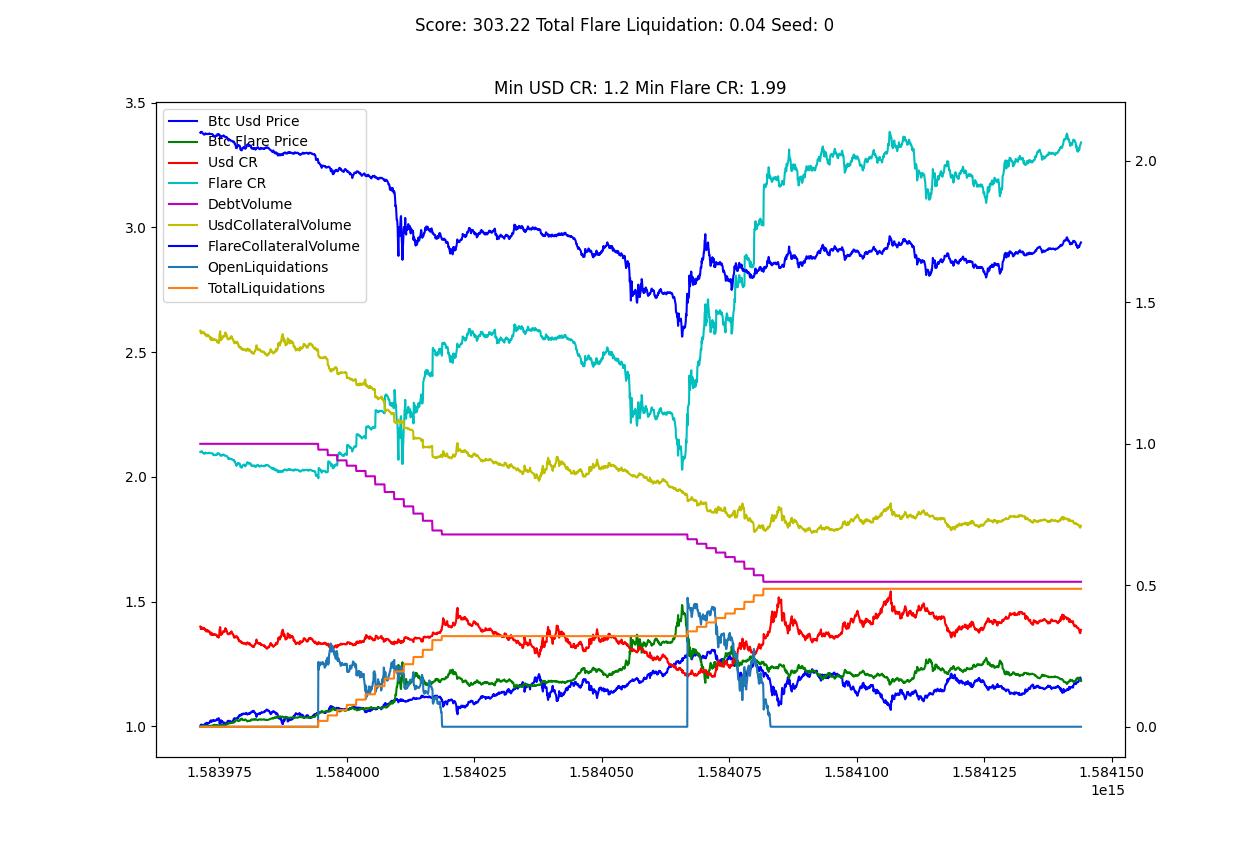 Score: 303.22 Total Flare Liquidation: 0.04 Seed: 0
Min USD CR: 1.2 Min Flare CR: 1.99
3.5
3.0
2.5
2.0
1.5
1.0
Btc Usd Price
Btc Flare Price
Usd CR
Flare CR
DebtVolume
UsdCollateralVolume
FlareCollateralVolume
OpenLiquidations
TotalLiquidations
2.0
1.5
1.0
0.5
0.0
1.583975 1.584000 1.584025 1.584050 1.584075 1.584100 1.584125 1.584150
1e15